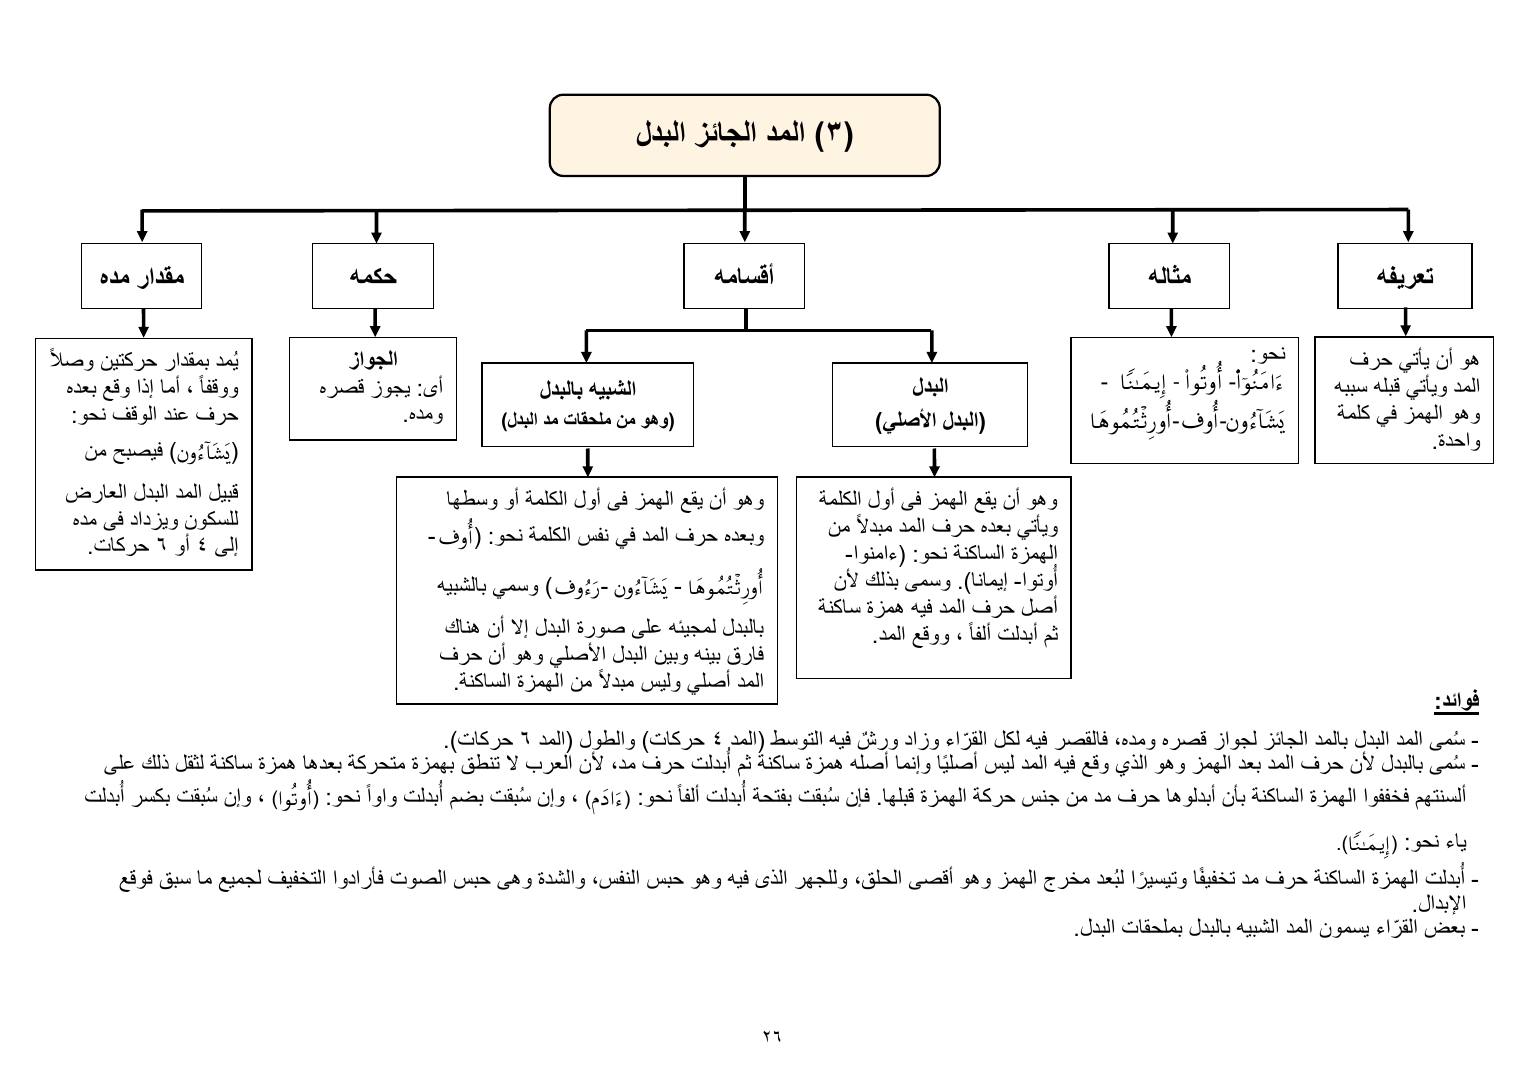 (٣) المد الجائز البدل
تعريفه
هو أن يأتي حرف
المد ويأتي قبله سببه
وهو الهمز في كلمة
واحدة.
مثاله
نحو:
ءَامَنُوٓاْ- أُوتُواْ - إِيمَـٰنًا -
يَشَآءُون-أُوف-أُورِثْتُمُوهَا
أقسامه
البدل
(البدل الأصلي)
وهو أن يقع الهمز فى أول الكلمة
ويأتي بعده حرف المد مبدلاً من
الهمزة الساكنة نحو: (ءامنوا-
أُوتوا- إيمانا). وسمى بذلك لأن
أصل حرف المد فيه همزة ساكنة
ثم أبدلت ألفاً ، ووقع المد.
الشبيه بالبدل
(وهو من ملحقات مد البدل)
وهو أن يقع الهمز فى أول الكلمة أو وسطها
وبعده حرف المد في نفس الكلمة نحو: (أُوف-
أُورِثْتُمُوهَا - يَشَآءُون -رَءُوف) وسمي بالشبيه
بالبدل لمجيئه على صورة البدل إلا أن هناك
فارق بينه وبين البدل الأصلي وهو أن حرف
المد أصلي وليس مبدلاً من الهمزة الساكنة.
حكمه
الجواز
أى: يجوز قصره
ومده.
مقدار مده
يُمد بمقدار حركتين وصلاً
ووقفاً ، أما إذا وقع بعده
حرف عند الوقف نحو:
(يَشَآءُون) فيصبح من
قبيل المد البدل العارض
للسكون ويزداد فى مده
إلى ٤ أو ٦ حركات.
فوائد:
- سُمى المد البدل بالمد الجائز لجواز قصره ومده، فالقصر فيه لكل القرّاء وزاد ورشٌ فيه التوسط (المد ٤ حركات) والطول (المد ٦ حركات).
- سُمى بالبدل لأن حرف المد بعد الهمز وهو الذي وقع فيه المد ليس أصليًا وإنما أصله همزة ساكنة ثم أُبدلت حرف مد، لأن العرب لا تنطق بهمزة متحركة بعدها همزة ساكنة لثقل ذلك على
ألسنتهم فخففوا الهمزة الساكنة بأن أبدلوها حرف مد من جنس حركة الهمزة قبلها. فإن سُبقت بفتحة أُبدلت ألفاً نحو: (ءَادَم) ، وإن سُبقت بضم أُبدلت واواً نحو: (أُوتُوا) ، وإن سُبقت بكسر أُبدلت
ياء نحو: (إِيمَـٰنًا).
- أُبدلت الهمزة الساكنة حرف مد تخفيفًا وتيسيرًا لبُعد مخرج الهمز وهو أقصى الحلق، وللجهر الذى فيه وهو حبس النفس، والشدة وهى حبس الصوت فأرادوا التخفيف لجميع ما سبق فوقع
الإبدال.
- بعض القرّاء يسمون المد الشبيه بالبدل بملحقات البدل.
٢٦